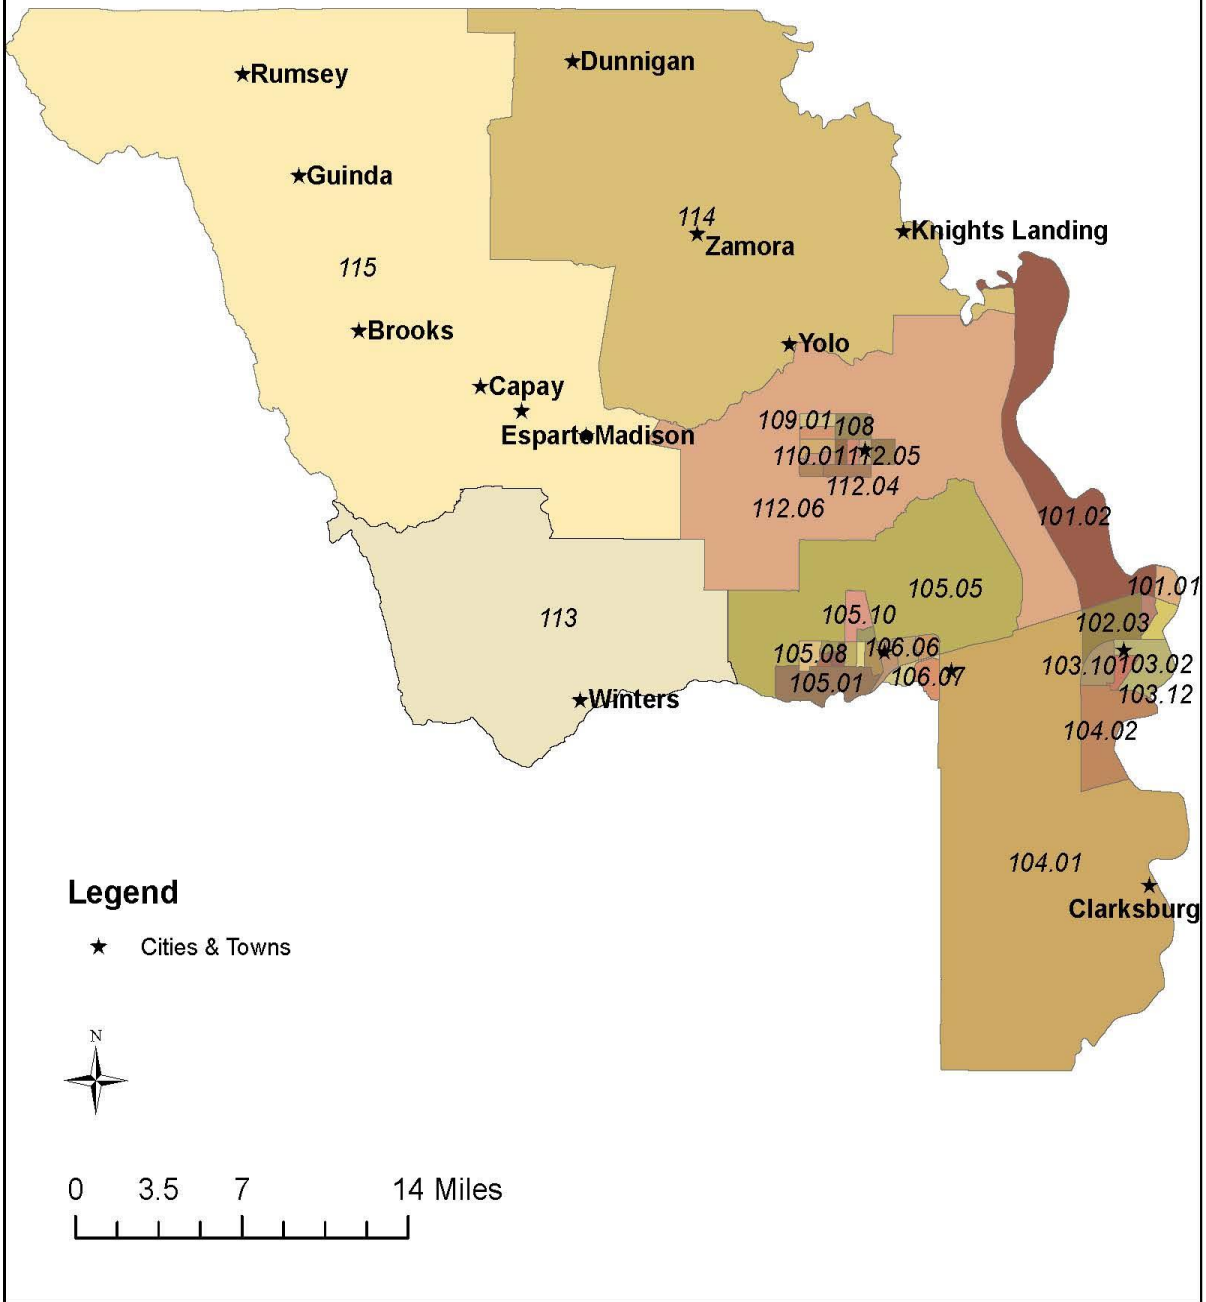 Dunnigan
Rumsey
Guinda
114
Zamora
Knights Landing
115
Brooks
Yolo
Capay
Esparto
Madison
109.01
108
110.01
112.05
112.04
112.06
101.02
101.01
105.05
113
105.10
102.03
105.08
106.06
103.10
103.02
105.01
106.07
103.12
Winters
104.02
104.01
Clarksburg
Legend
Cities & Towns
N
0 3.5 7 14 Miles